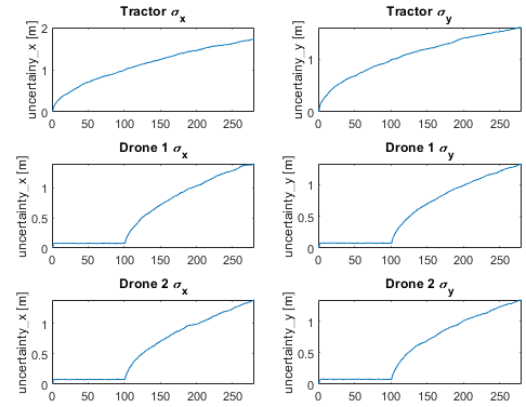 Tractor σx
uncertainy_x [m]
2
1
0
0 50 100 150 200 250
Tractor σy
uncertainy_y [m]
1
0
0 50 100 150 200 250
Drone 1 σx
uncertainty_x [m]
1
0.5
0
0 50 100 150 200 250
Drone 1 σy
uncertainty_y [m]
1
0.5
0
0 50 100 150 200 250
Drone 2 σx
uncertainty_x [m]
1
0.5
0
0 50 100 150 200 250
Drone 2 σy
uncertainty_y [m]
1
0.5
0
0 50 100 150 200 250